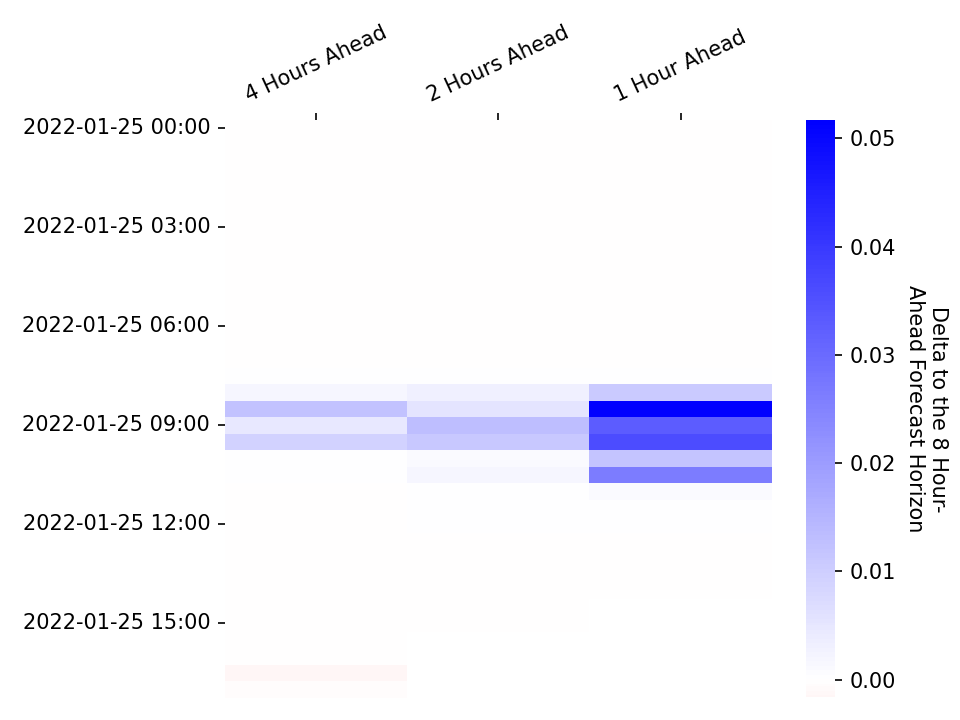 4 Hours Ahead
2 Hours Ahead
1 Hour Ahead
2022-01-25 00:00
2022-01-25 03:00
2022-01-25 06:00
2022-01-25 09:00
2022-01-25 12:00
2022-01-25 15:00
0.05
0.04
0.03
0.02
0.01
0.00
Delta to the 8 Hour-
Ahead Forecast Horizon